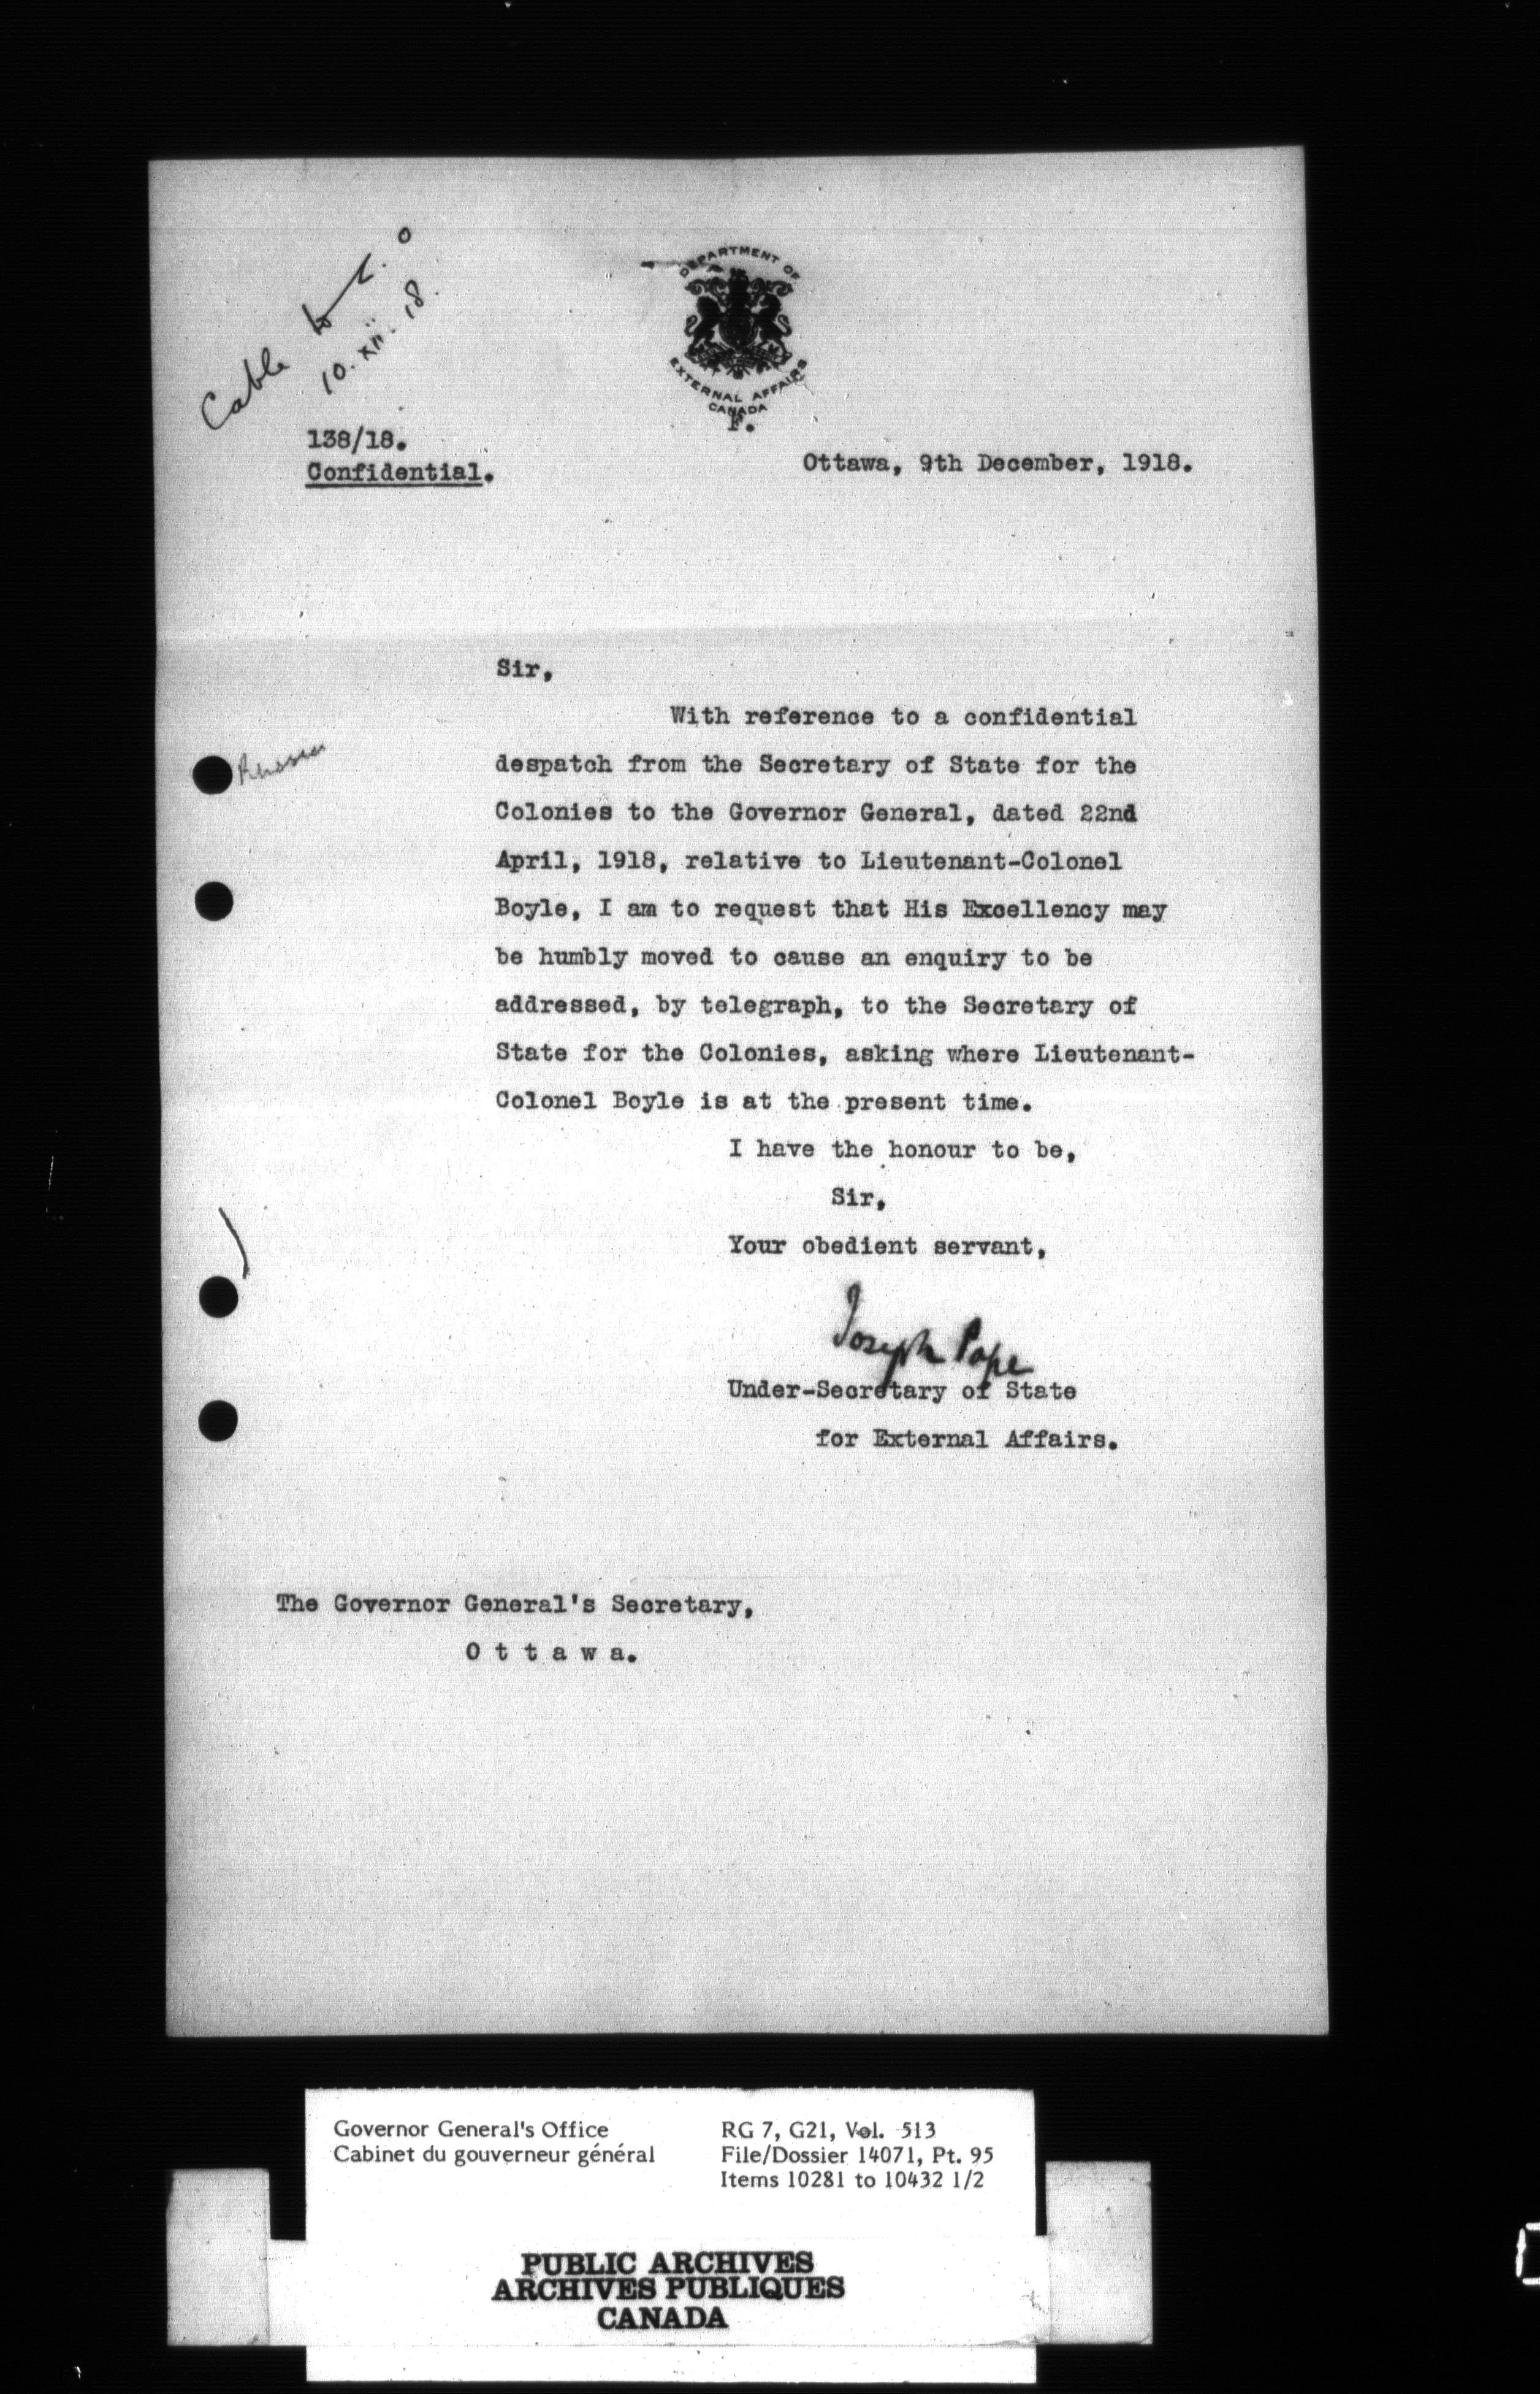 Cable to C.O
10.xii.18.
DEPARTMENT OF
EXTERNAL AFFAIRS
CANADA
F.
138/18.
Confidential.
Ottawa, 9th December, 1918.
Sir,
With reference to a confidential
Russia
despatch from the Secretary of State for the
Colonies to the Governor General, dated 22nd
April, 1918, relative to Lieutenant-Colonel
Boyle, I am to request that His Excellency may
be humbly moved to cause an enquiry to be
addressed, by telegraph, to the Secretary of
State for the Colonies, asking where Lieutenant-
Colonel Boyle is at the present time.
I have the honour to be,
Sir,
Your obedient servant,
Joseph Pope
Under-Secretary of State
for External Affairs.
The Governor General's Secretary,
O t t a w a.
Governor General's Office
Cabinet du gouverneur général
RG 7, G21, Vol. 513
File/Dossier 14071, Pt. 95
Items 10281 to 10432 1/2
PUBLIC ARCHIVES
ARCHIVES PUBLIQUES
CANADA